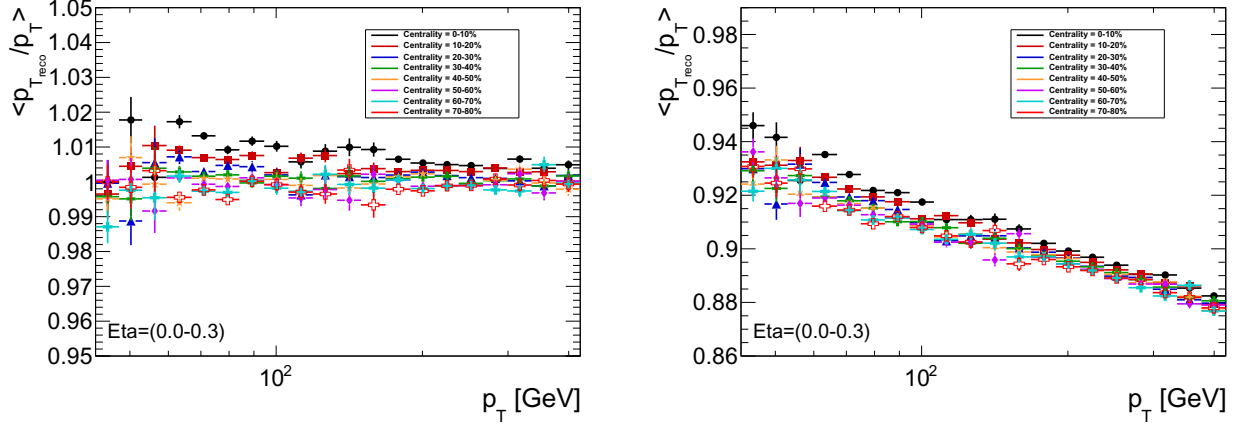 <p_T_reco/p_T>
1.05
1.04
1.03
1.02
1.01
1
0.99
0.98
0.97
0.96
0.95
Centrality = 0-10%
Centrality = 10-20%
Centrality = 20-30%
Centrality = 30-40%
Centrality = 40-50%
Centrality = 50-60%
Centrality = 60-70%
Centrality = 70-80%
Eta=(0.0-0.3)
10^2
p_T [GeV]
<p_T_reco/p_T>
0.98
0.96
0.94
0.92
0.9
0.88
0.86
Centrality = 0-10%
Centrality = 10-20%
Centrality = 20-30%
Centrality = 30-40%
Centrality = 40-50%
Centrality = 50-60%
Centrality = 60-70%
Centrality = 70-80%
Eta=(0.0-0.3)
10^2
p_T [GeV]